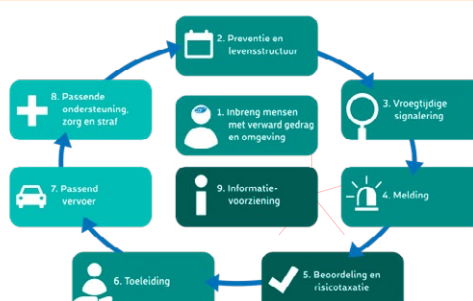 2. Preventie en
levensstructuur
8. Passende
ondersteuning,
zorg en straf
1. Inbreng mensen
met verward gedrag
en omgeving
3. Vroegtijdige
signalering
7. Passend
vervoer
9. Informatie-
voorziening
4. Melding
6. Toeleiding
5. Beoordeling en
risicotaxatie